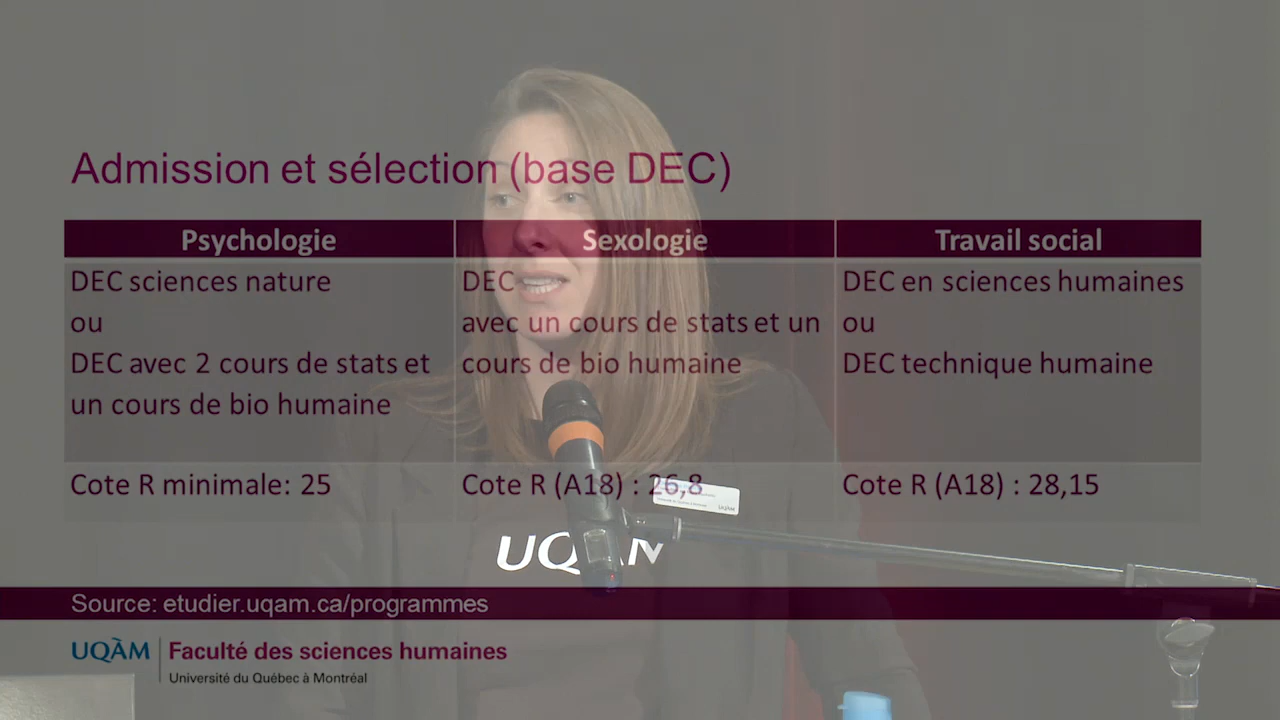 Admission et sélection (base DEC)
Psychologie
Sexologie
Travail social
DEC sciences nature
ou
DEC avec 2 cours de stats et
un cours de bio humaine
DEC
avec un cours de stats et un
cours de bio humaine
DEC en sciences humaines
ou
DEC technique humaine
Cote R minimale: 25
Cote R (A18) : 26,8
Cote R (A18) : 28,15
UQAM
Source: etudier.uqam.ca/programmes
UQÀM
Faculté des sciences humaines
Université du Québec à Montréal